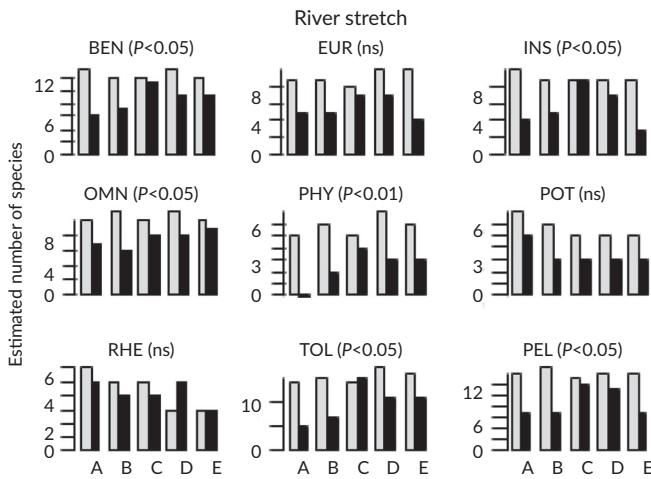 River stretch
BEN (P<0.05) EUR (ns) INS (P<0.05)
12 8 8
6 4 4
0 0 0
Estimated number of species
OMN (P<0.05) PHY (P<0.01) POT (ns)
8 6 6
4 3 3
0 0 0
RHE (ns) TOL (P<0.05) PEL (P<0.05)
6 10 12
4 6
2
0 0 0
A B C D E A B C D E A B C D E